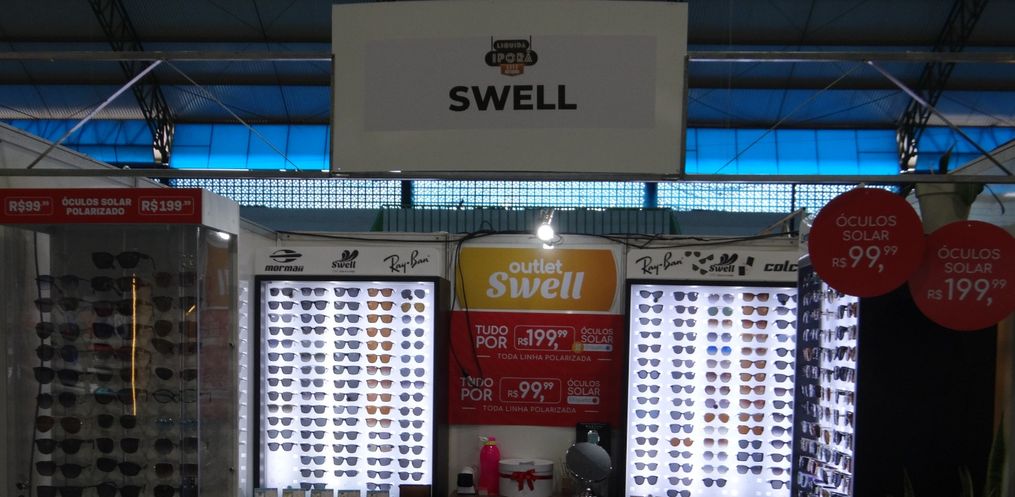 LIQUIDA
IPORÃ
SWELL
R$99,99 ÓCULOS SOLAR POLARIZADO R$199,99
mormaii
Swell
Ray-Ban
outlet
Swell
TUDO POR R$199,99 ÓCULOS SOLAR
TODA LINHA POLARIZADA
TUDO POR R$99,99 ÓCULOS SOLAR
TODA LINHA POLARIZADA
Ray-Ban
Swell
colc
ÓCULOS
SOLAR
R$99,99
ÓCULOS
SOLAR
R$199,99